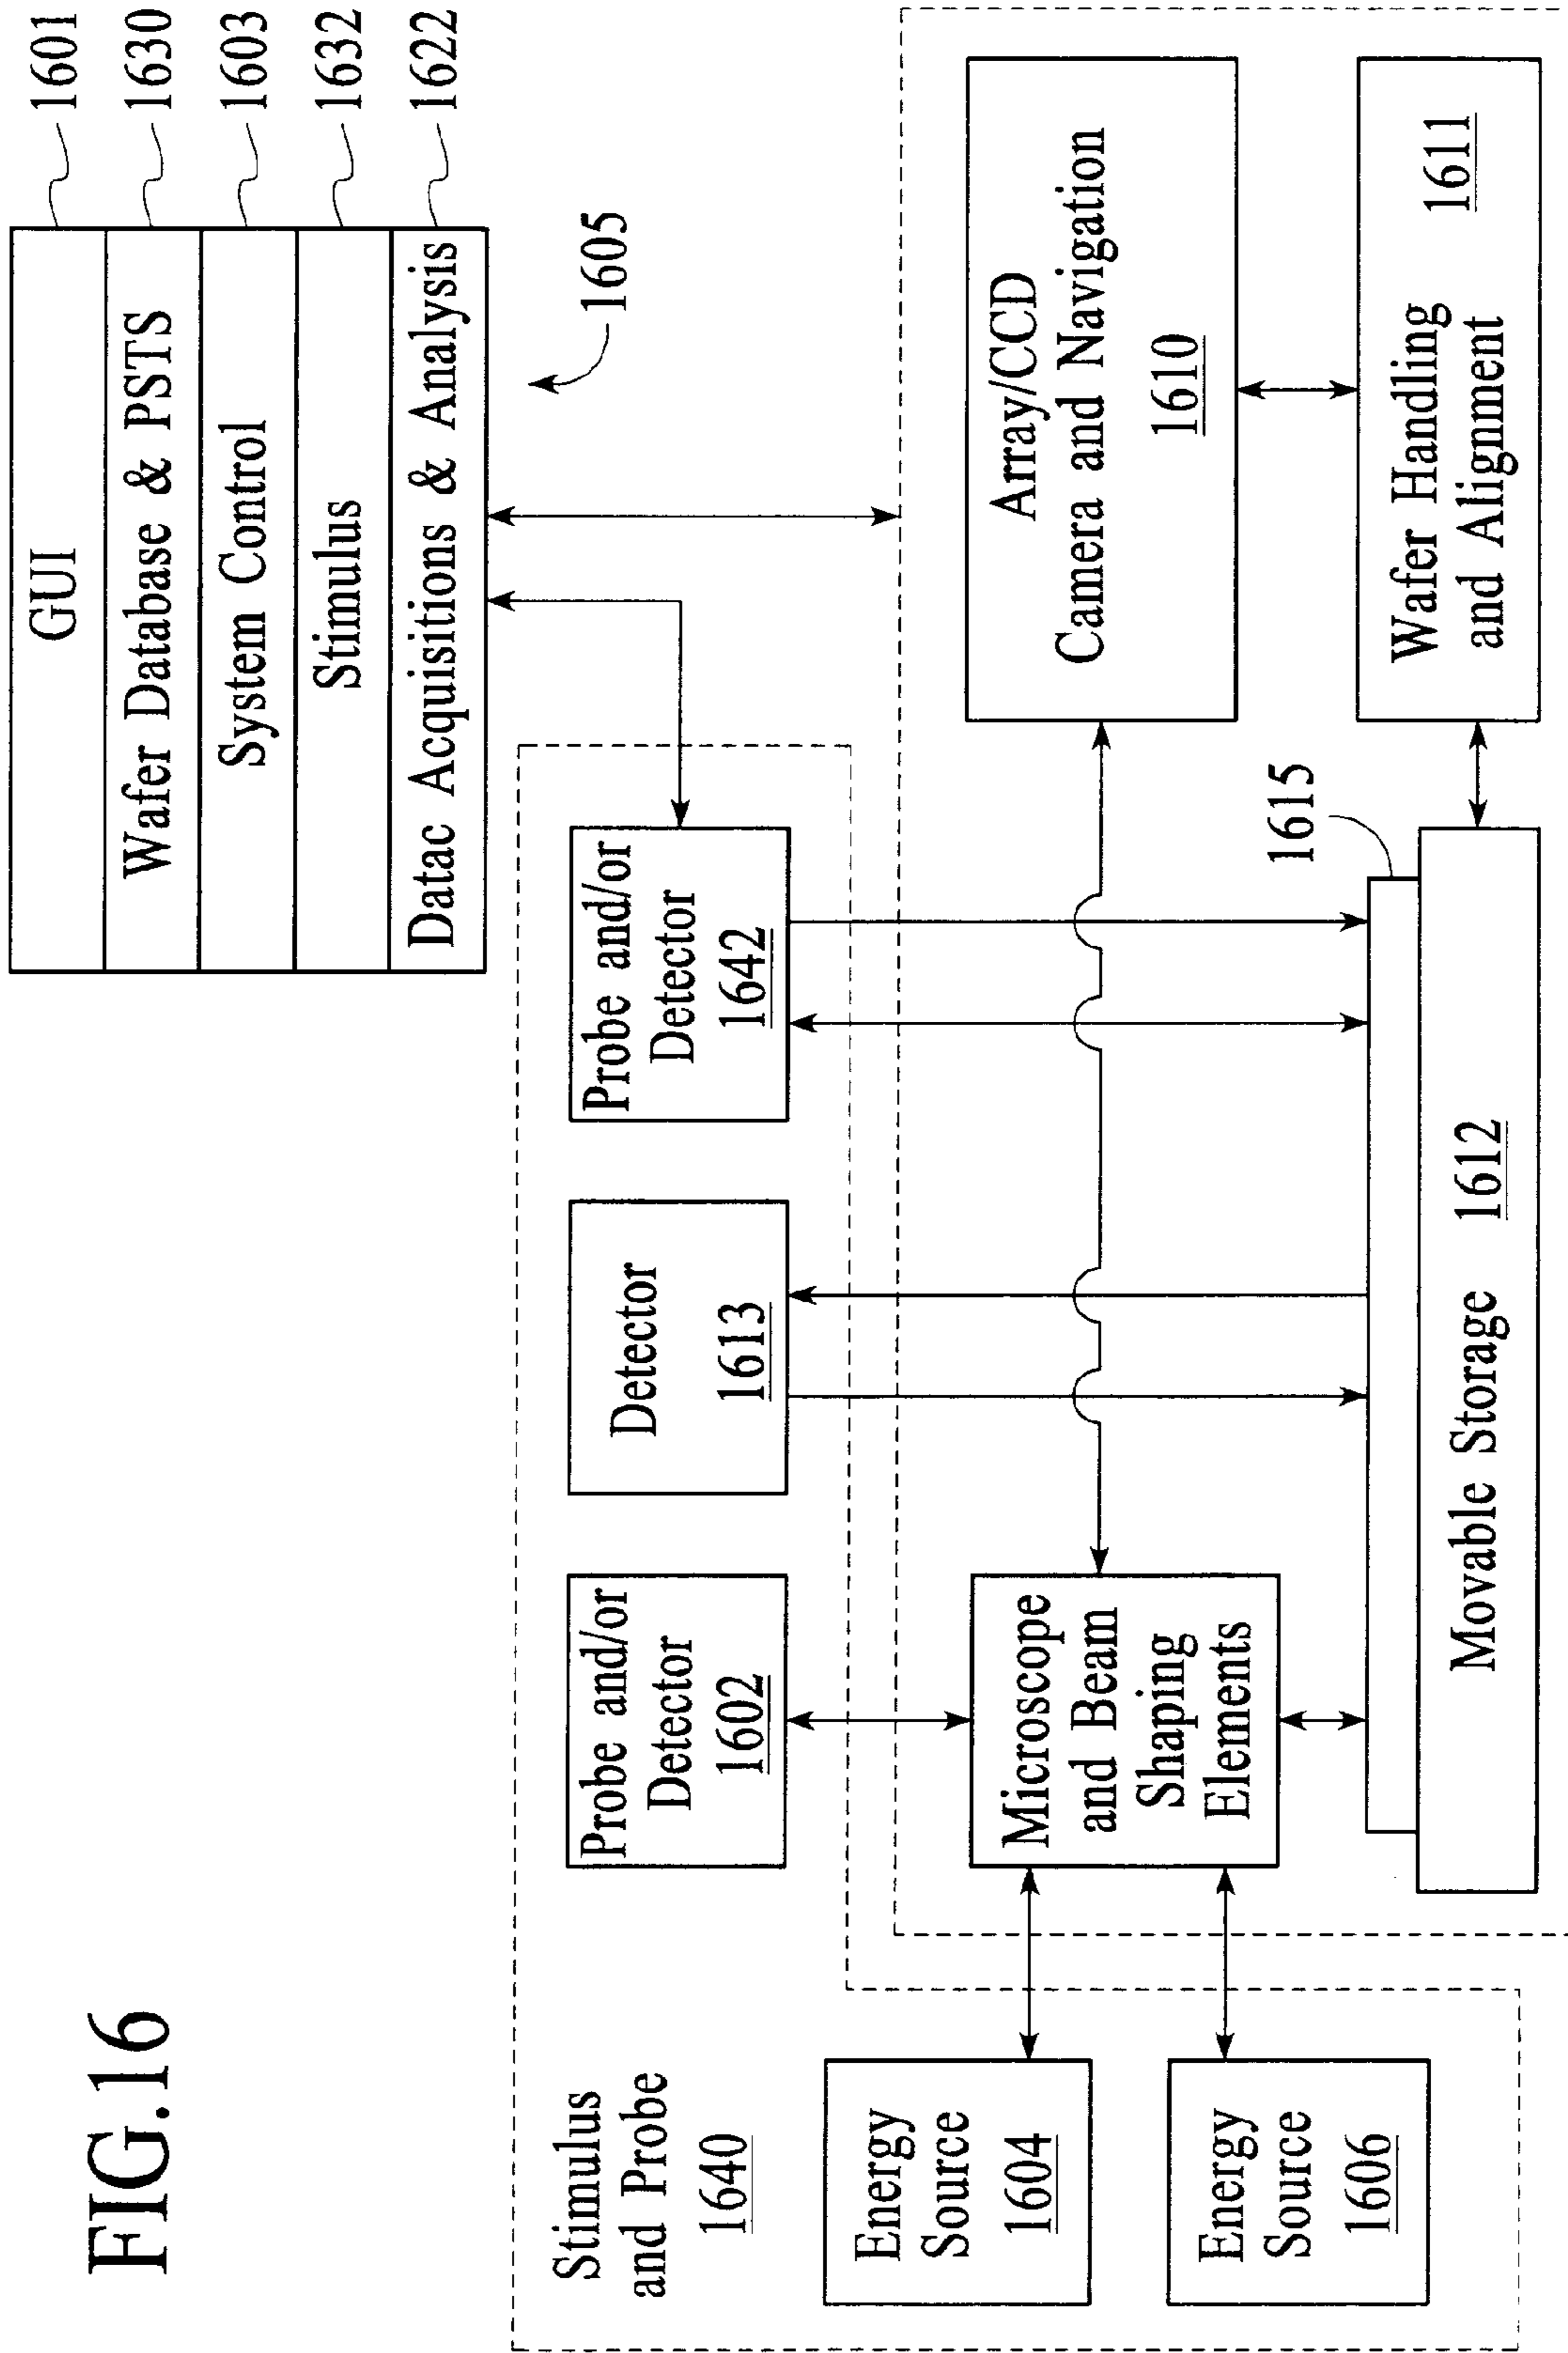 FIG.16
GUI
1601
Wafer Database & PSTS
1630
System Control
1603
Stimulus
1632
Datac Acquisitions & Analysis
1622
1605
Stimulus
and Probe
1640
Probe and/or
Detector
1602
Detector
1613
Probe and/or
Detector
1642
Energy
Source
1604
Energy
Source
1606
Microscope
and Beam
Shaping
Elements
Array/CCD
Camera and Navigation
1610
1615
Movable Storage 1612
Wafer Handling 1611
and Alignment